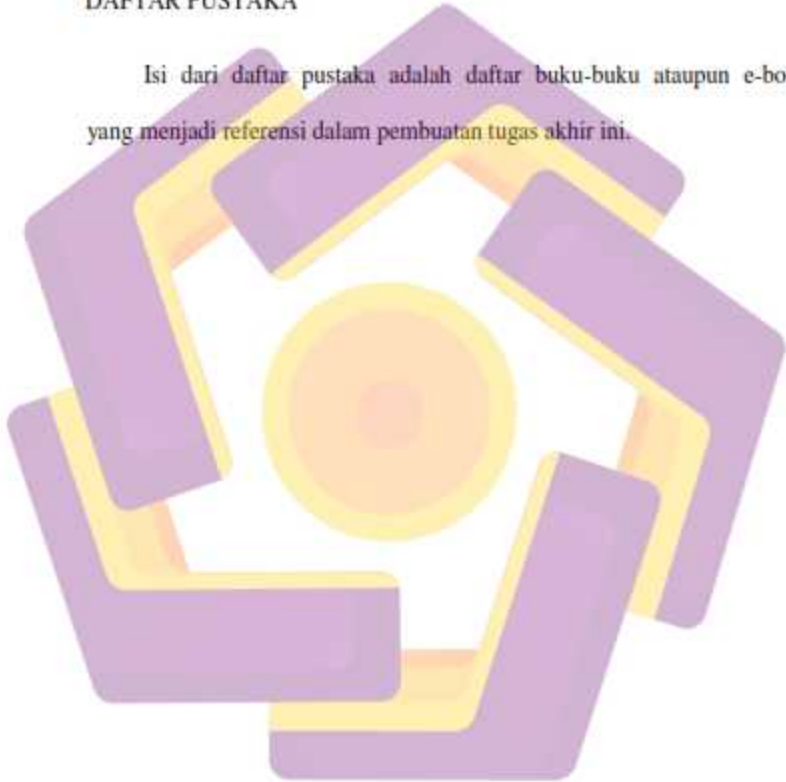 DAFTAR PUSTAKA
Isi dari daftar pustaka adalah daftar buku-buku ataupun e-bo
yang menjadi referensi dalam pembuatan tugas akhir ini.